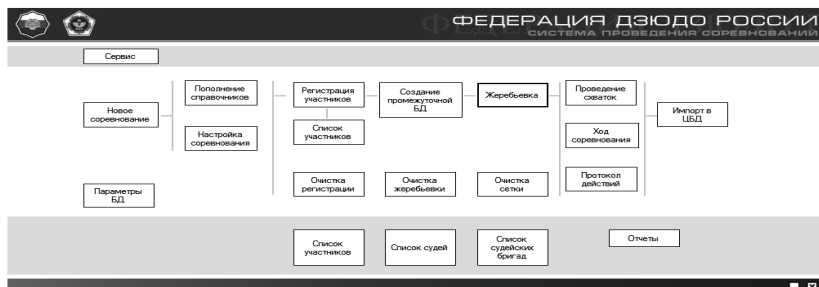 ФЕДЕРАЦИЯ ДЗЮДО РОССИИ
СИСТЕМА ПРОВЕДЕНИЯ СОРЕВНОВАНИЙ
Сервис
Новое
соревнование
Пополнение
справочников
Настройка
соревнования
Регистрация
участников
Список
участников
Создание
промежуточной
БД
Жеребьевка
Проведение
схваток
Ход
соревнования
Протокол
действий
Импорт в
ЦБД
Параметры
БД
Очистка
регистрации
Очистка
жеребьевки
Очистка
сетки
Список
участников
Список судей
Список
судейских
бригад
Отчеты